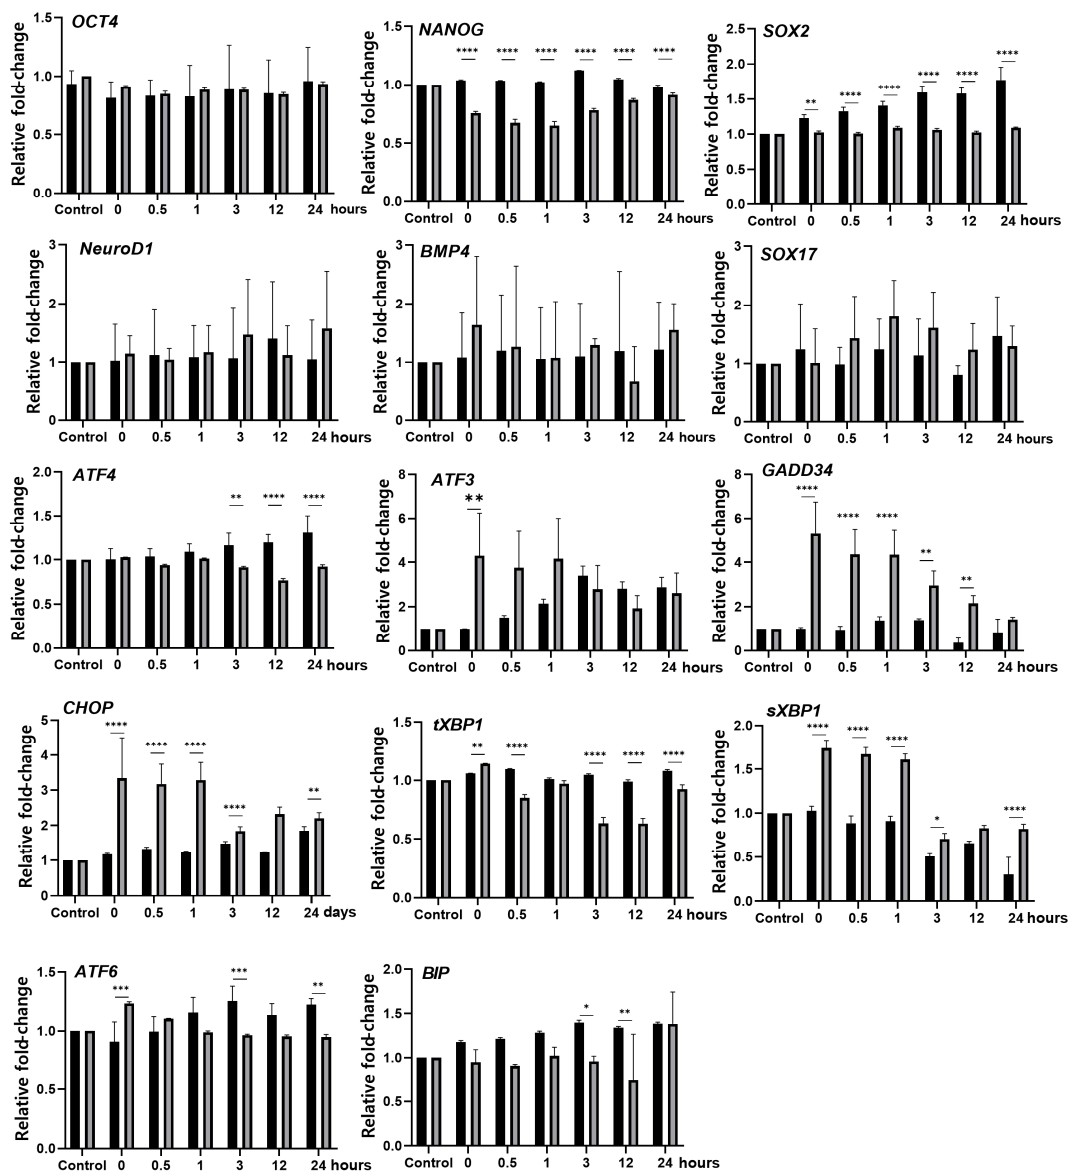 OCT4
Relative fold-change
1.5
1.0
0.5
0.0
Control 0 0.5 1 3 12 24 hours
NANOG
Relative fold-change
1.5
1.0
0.5
0.0
**** **** **** **** **** ****
Control 0 0.5 1 3 12 24 hours
SOX2
Relative fold-change
2.5
2.0
1.5
1.0
0.5
0.0
** **** **** **** **** ****
Control 0 0.5 1 3 12 24 hours
NeuroD1
Relative fold-change
3
2
1
0
Control 0 0.5 1 3 12 24 hours
BMP4
Relative fold-change
3
2
1
0
Control 0 0.5 1 3 12 24 hours
SOX17
Relative fold-change
3
2
1
0
Control 0 0.5 1 3 12 24 hours
ATF4
Relative fold-change
2.0
1.5
1.0
0.5
0.0
** **** ****
Control 0 0.5 1 3 12 24 hours
ATF3
Relative fold-change
8
6
4
2
0
**
Control 0 0.5 1 3 12 24 hours
GADD34
Relative fold-change
8
6
4
2
0
**** **** **** ** **
Control 0 0.5 1 3 12 24 hours
CHOP
Relative fold-change
5
4
3
2
1
0
**** **** **** **** **
Control 0 0.5 1 3 12 24 days
tXBP1
Relative fold-change
1.5
1.0
0.5
0.0
** **** **** **** ****
Control 0 0.5 1 3 12 24 hours
sXBP1
Relative fold-change
2.0
1.5
1.0
0.5
0.0
**** **** **** * ****
Control 0 0.5 1 3 12 24 hours
ATF6
Relative fold-change
1.5
1.0
0.5
0.0
*** *** **
Control 0 0.5 1 3 12 24 hours
BIP
Relative fold-change
2.0
1.5
1.0
0.5
0.0
* **
Control 0 0.5 1 3 12 24 hours